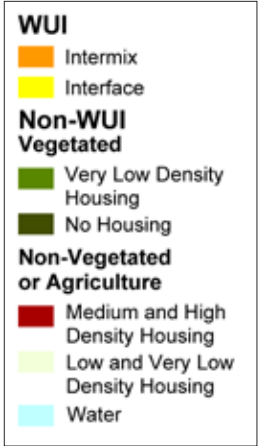 WUI
Intermix
Interface
Non-WUI
Vegetated
Very Low Density
Housing
No Housing
Non-Vegetated
or Agriculture
Medium and High
Density Housing
Low and Very Low
Density Housing
Water